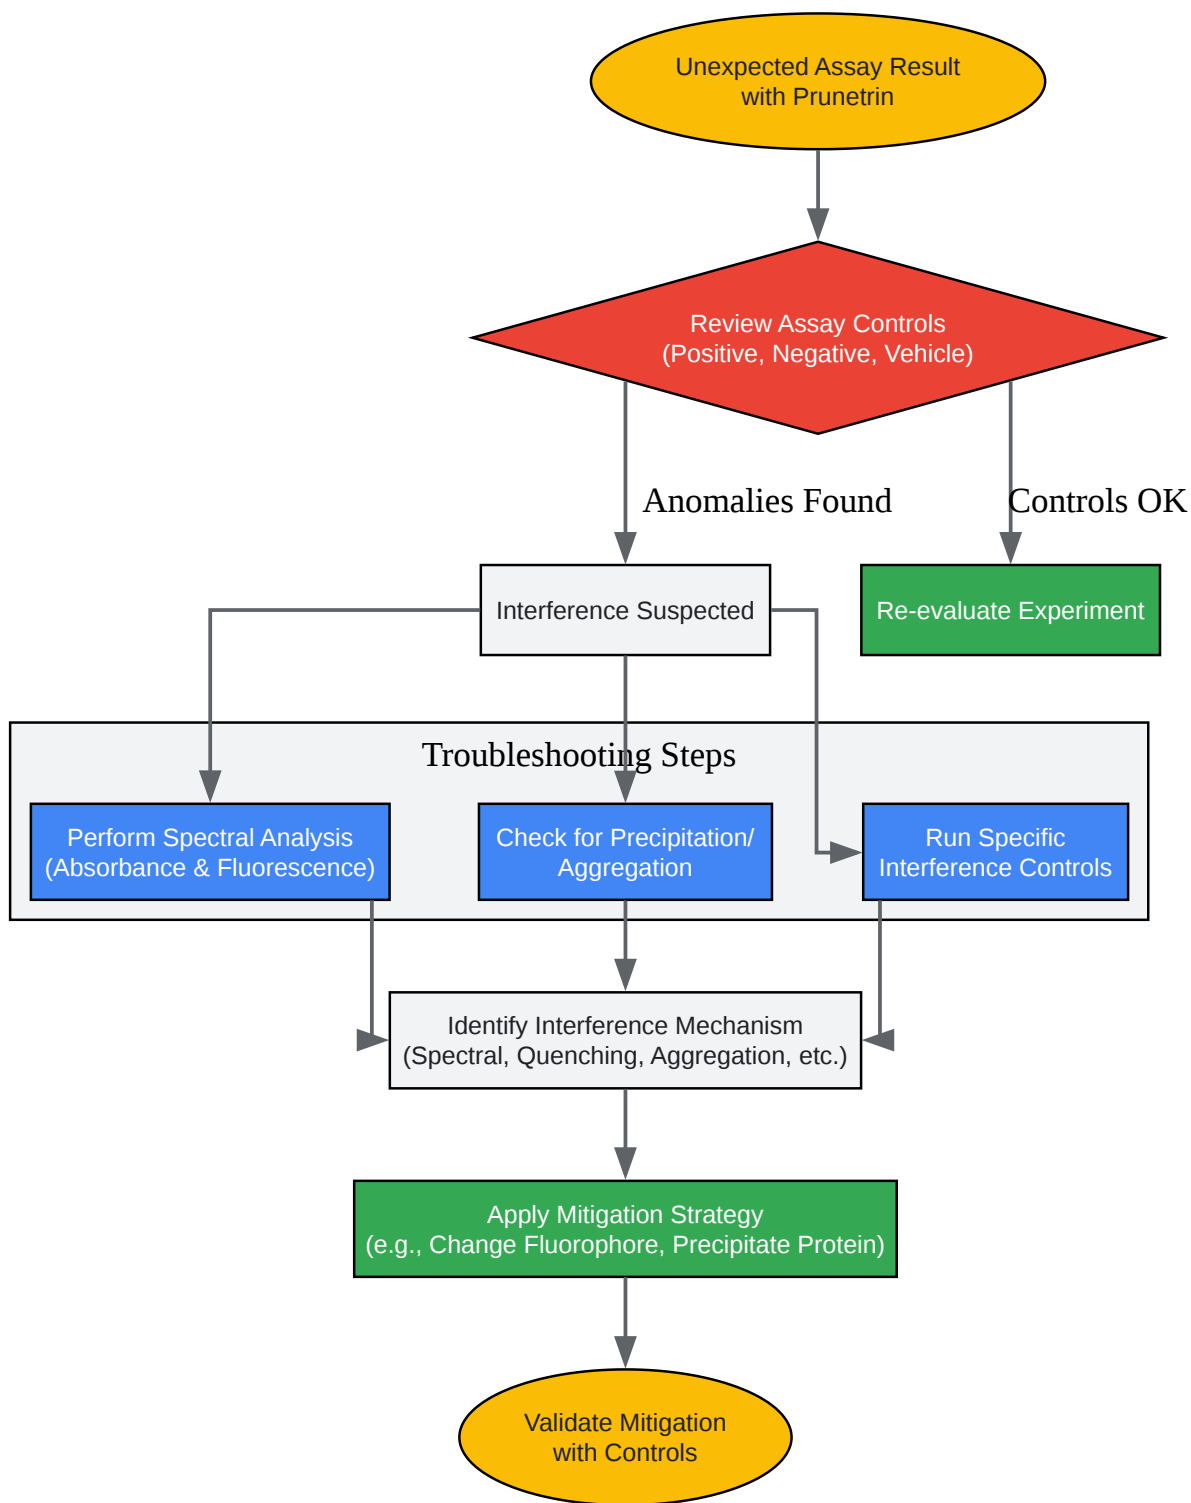 Unexpected Assay Result
with Prunetrin
Review Assay Controls
(Positive, Negative, Vehicle)
Anomalies Found
Controls OK
Interference Suspected
Re-evaluate Experiment
Troubleshooting Steps
Perform Spectral Analysis
(Absorbance & Fluorescence)
Check for Precipitation/
Aggregation
Run Specific
Interference Controls
Identify Interference Mechanism
(Spectral, Quenching, Aggregation, etc.)
Apply Mitigation Strategy
(e.g., Change Fluorophore, Precipitate Protein)
Validate Mitigation
with Controls